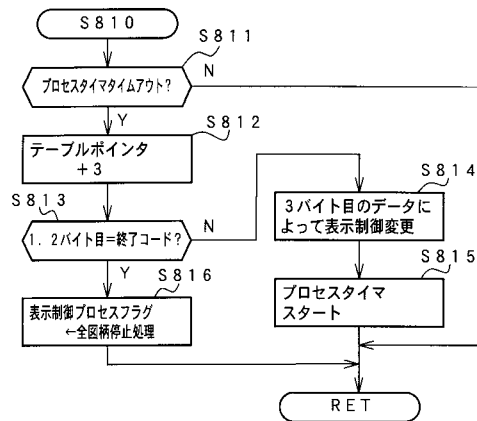 S810
S811
プロセスタイマタイムアウト?
N
Y
S812
テーブルポインタ
+3
S813
1.2バイト目=終了コード?
N
Y
S814
3バイト目のデータに
よって表示制御変更
S815
プロセスタイマ
スタート
S816
表示制御プロセスフラグ
←全図柄停止処理
RET